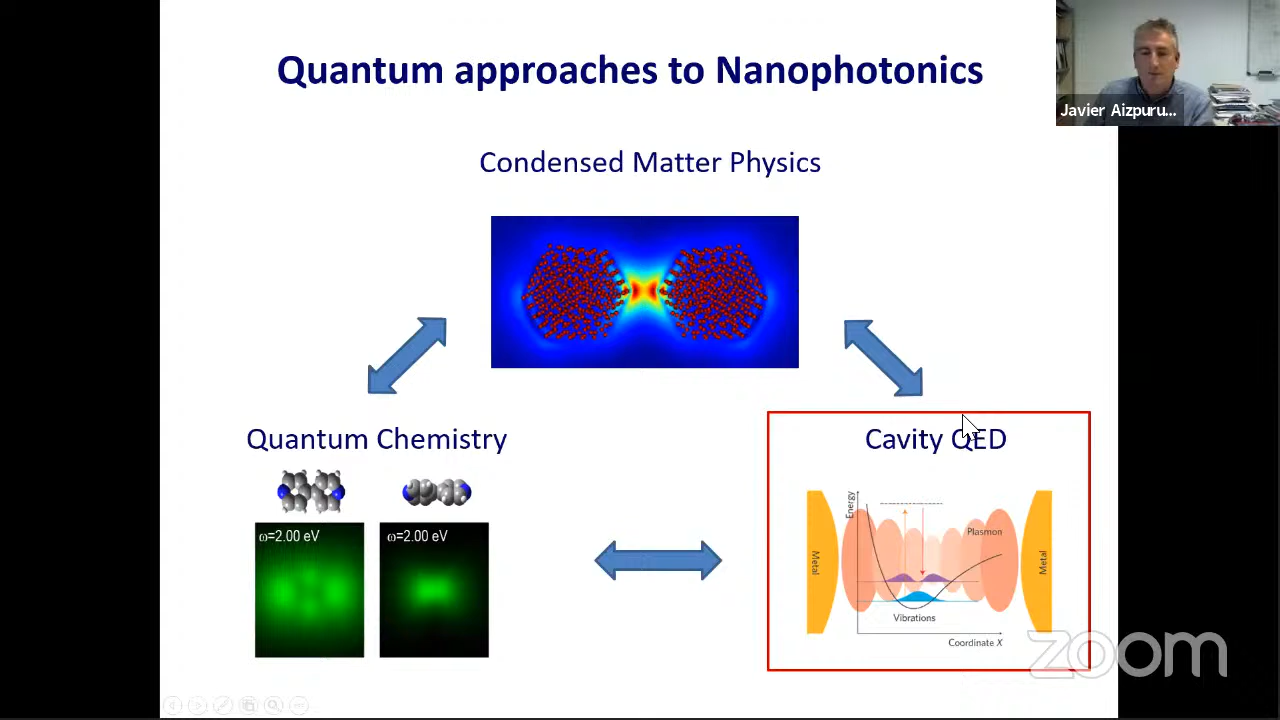 Quantum approaches to Nanophotonics
Javier Aizpuru...
Condensed Matter Physics
Quantum Chemistry
Cavity QED
ω=2.00 eV
ω=2.00 eV
Energy
Plasmon
Metal
Metal
Vibrations
Coordinate X
zoom